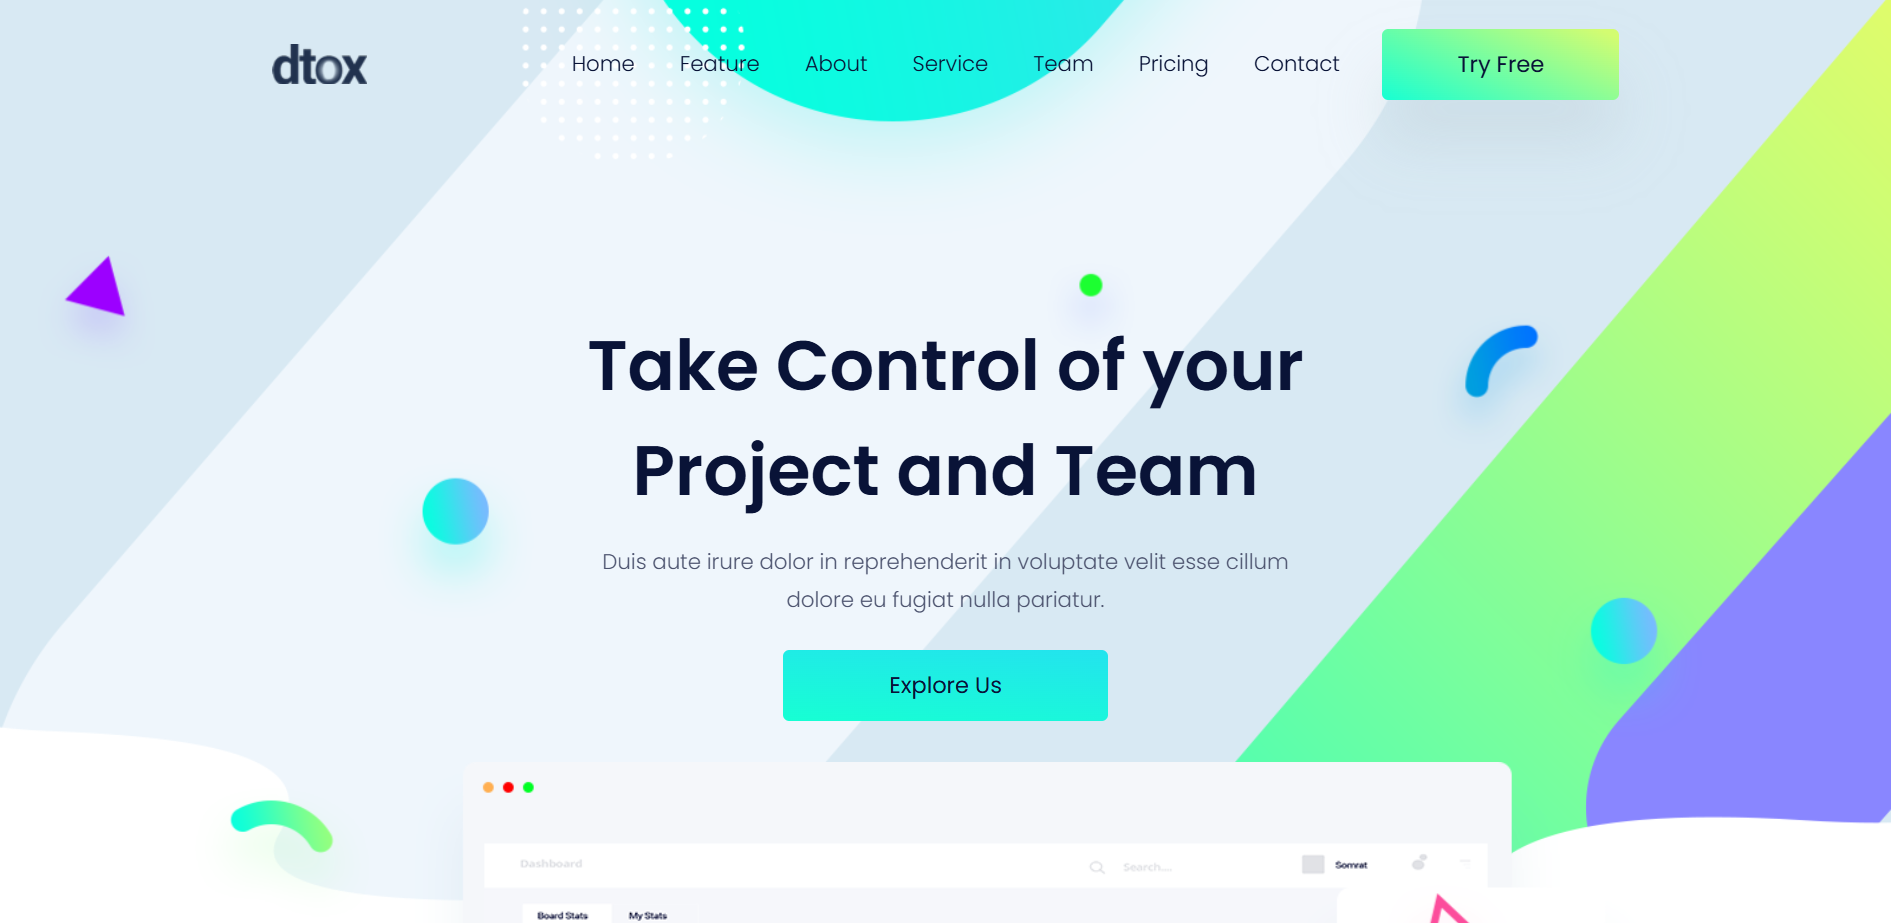 dtox
Home Feature About Service Team Pricing Contact Try Free
Take Control of your
Project and Team
Duis aute irure dolor in reprehenderit in voluptate velit esse cillum
dolore eu fugiat nulla pariatur.
Explore Us
Dashboard Search... Somrat
Board Stats My Stats